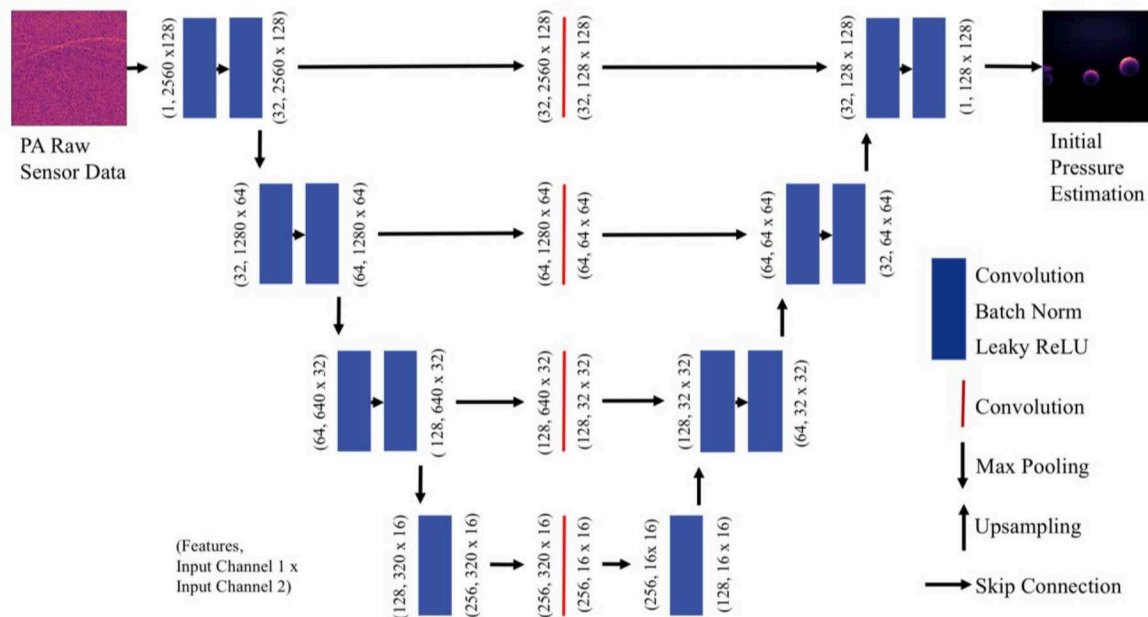 (1, 2560 x128)
(32, 2560 x 128)
(32, 2560 x 128)
(32, 128 x 128)
(32, 128 x 128)
(1, 128 x 128)
PA Raw
Sensor Data
Initial
Pressure
Estimation
(32, 1280 x 64)
(64, 1280 x 64)
(64, 1280 x 64)
(64, 64 x 64)
(64, 64 x 64)
(32, 64 x 64)
(64, 640 x 32)
( 128, 640 x 32)
(128, 640 x 32)
(128, 32 x 32)
(128, 32 x 32)
(64, 32 x 32)
(128, 320 x 16)
(256, 320 x 16)
(256, 320 x 16)
(256, 16 x 16)
(256, 16x 16)
(128, 16 x 16)
(Features,
Input Channel 1 x
Input Channel 2)
Convolution
Batch Norm
Leaky ReLU
Convolution
Max Pooling
Upsampling
Skip Connection